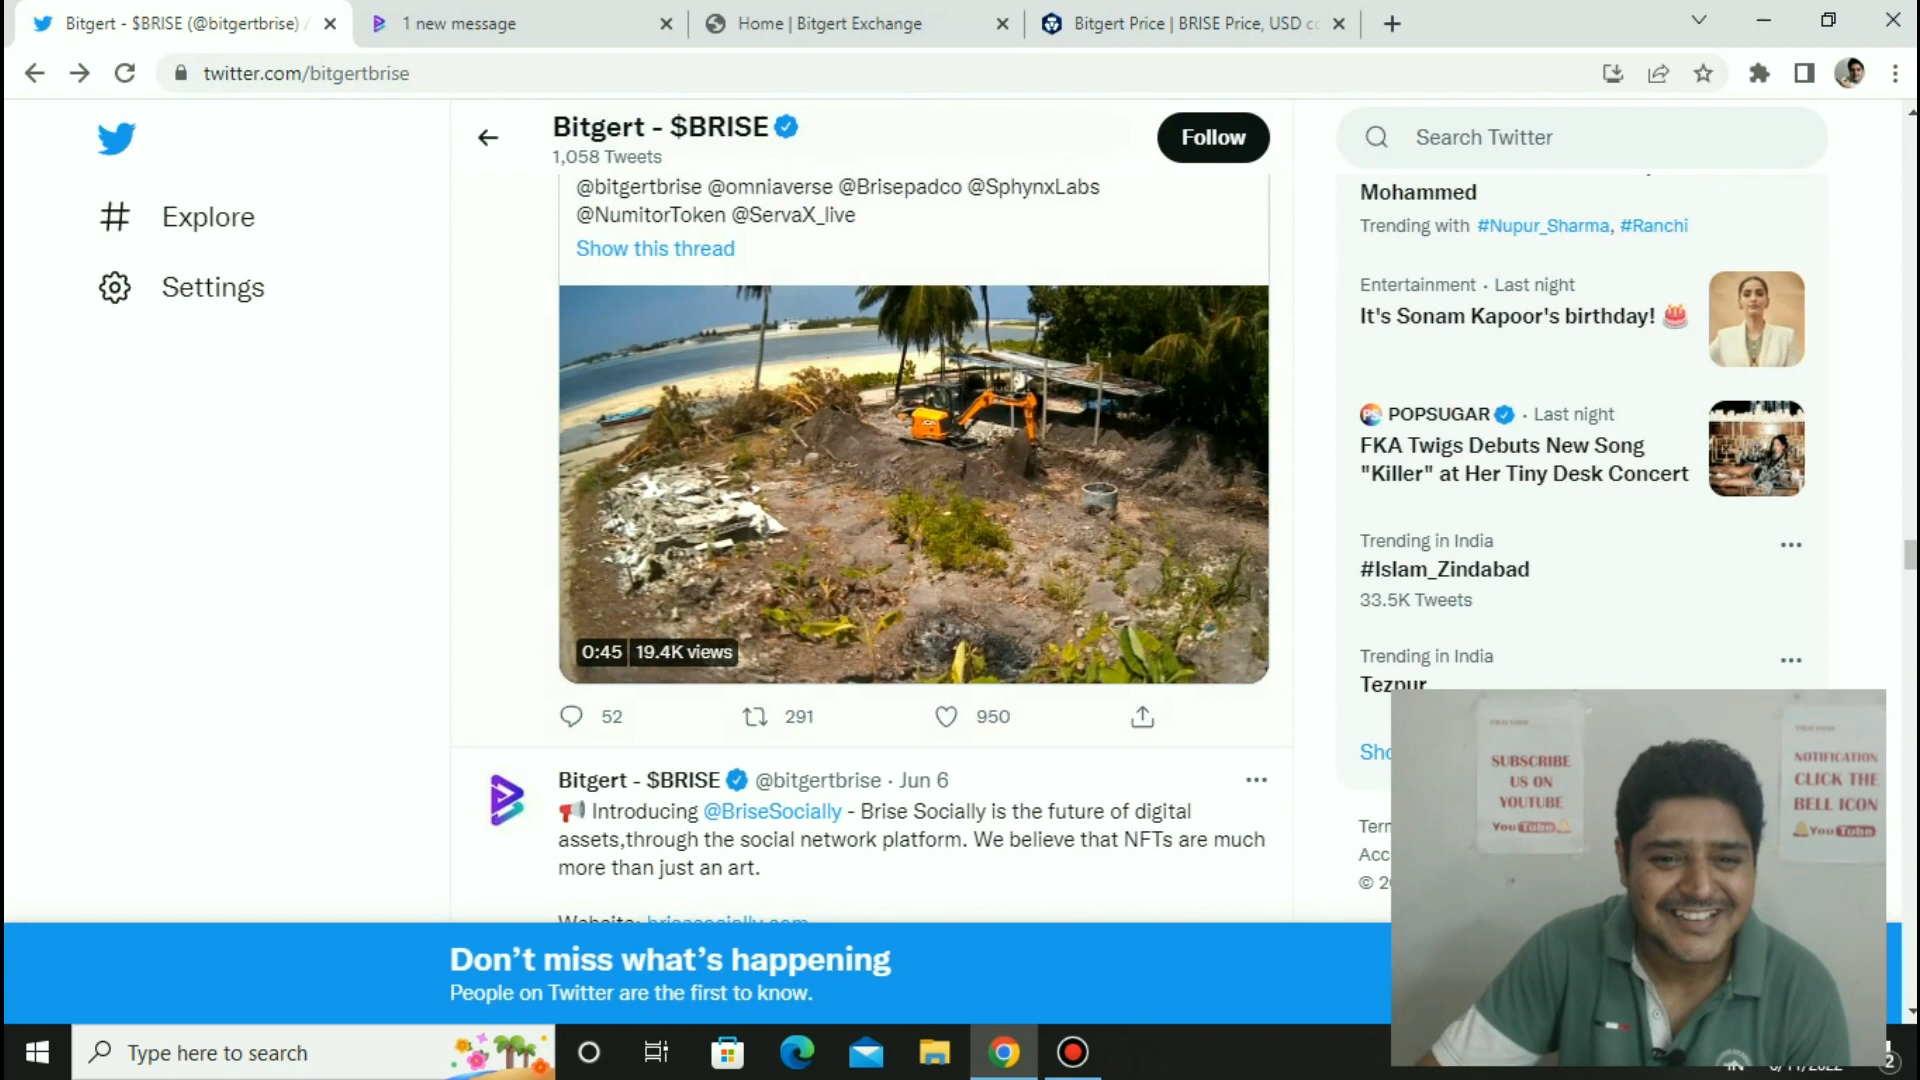 Bitgert - $BRISE (@bitgertbrise) /
1 new message
Home | Bitgert Exchange
Bitgert Price | BRISE Price, USD
twitter.com/bitgertbrise
Bitgert - $BRISE
1,058 Tweets
Follow
Search Twitter
Explore
Settings
@bitgertbrise @omniaverse @Brisepadco @SphynxLabs
@NumitorToken @ServaX_live
Show this thread
0:45
19.4K views
52
291
950
Bitgert - $BRISE @bitgertbrise · Jun 6
Introducing @BriseSocially - Brise Socially is the future of digital
assets,through the social network platform. We believe that NFTs are much
more than just an art.
Website: brisesocially.com
Mohammed
Trending with #Nupur_Sharma, #Ranchi
Entertainment · Last night
It's Sonam Kapoor's birthday!
POPSUGAR · Last night
FKA Twigs Debuts New Song
"Killer" at Her Tiny Desk Concert
Trending in India
#Islam_Zindabad
33.5K Tweets
Trending in India
Tezpur
SUBSCRIBE
US ON
YOUTUBE
YouTube
NOTIFICATION
CLICK THE
BELL ICON
YouTube
Don't miss what's happening
People on Twitter are the first to know.
Type here to search
2